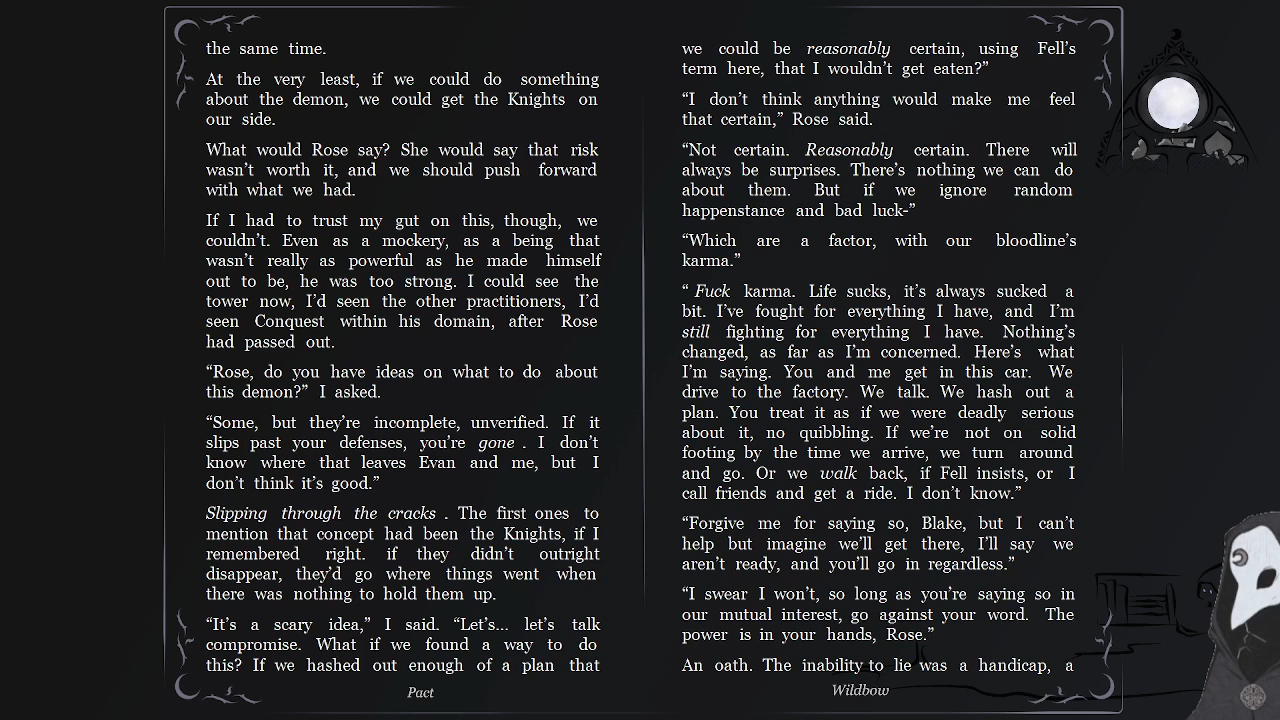 the same time.
At the very least, if we could do something
about the demon, we could get the Knights on
our side.
What would Rose say? She would say that risk
wasn't worth it, and we should push forward
with what we had.
If I had to trust my gut on this, though, we
couldn't. Even as a mockery, as a being that
wasn't really as powerful as he made himself
out to be, he was too strong. I could see the
tower now, I'd seen the other practitioners, I'd
seen Conquest within his domain, after Rose
had passed out.
“Rose, do you have ideas on what to do about
this demon?” I asked.
“Some, but they're incomplete, unverified. If it
slips past your defenses, you're gone . I don't
know where that leaves Evan and me, but I
don't think it's good.”
Slipping through the cracks . The first ones to
mention that concept had been the Knights, if I
remembered right. if they didn't outright
disappear, they'd go where things went when
there was nothing to hold them up.
“It's a scary idea,” I said. “Let's... let's talk
compromise. What if we found a way to do
this? If we hashed out enough of a plan that
Pact
we could be reasonably certain, using Fell's
term here, that I wouldn't get eaten?”
“I don't think anything would make me feel
that certain,” Rose said.
“Not certain. Reasonably certain. There will
always be surprises. There's nothing we can do
about them. But if we ignore random
happenstance and bad luck-”
“Which are a factor, with our bloodline's
karma.”
“ Fuck karma. Life sucks, it's always sucked a
bit. I've fought for everything I have, and I'm
still fighting for everything I have. Nothing's
changed, as far as I'm concerned. Here's what
I'm saying. You and me get in this car. We
drive to the factory. We talk. We hash out a
plan. You treat it as if we were deadly serious
about it, no quibbling. If we're not on solid
footing by the time we arrive, we turn around
and go. Or we walk back, if Fell insists, or I
call friends and get a ride. I don't know.”
“Forgive me for saying so, Blake, but I can't
help but imagine we'll get there, I'll say we
aren't ready, and you'll go in regardless.”
“I swear I won't, so long as you're saying so in
our mutual interest, go against your word. The
power is in your hands, Rose.”
An oath. The inability to lie was a handicap, a
Wildbow